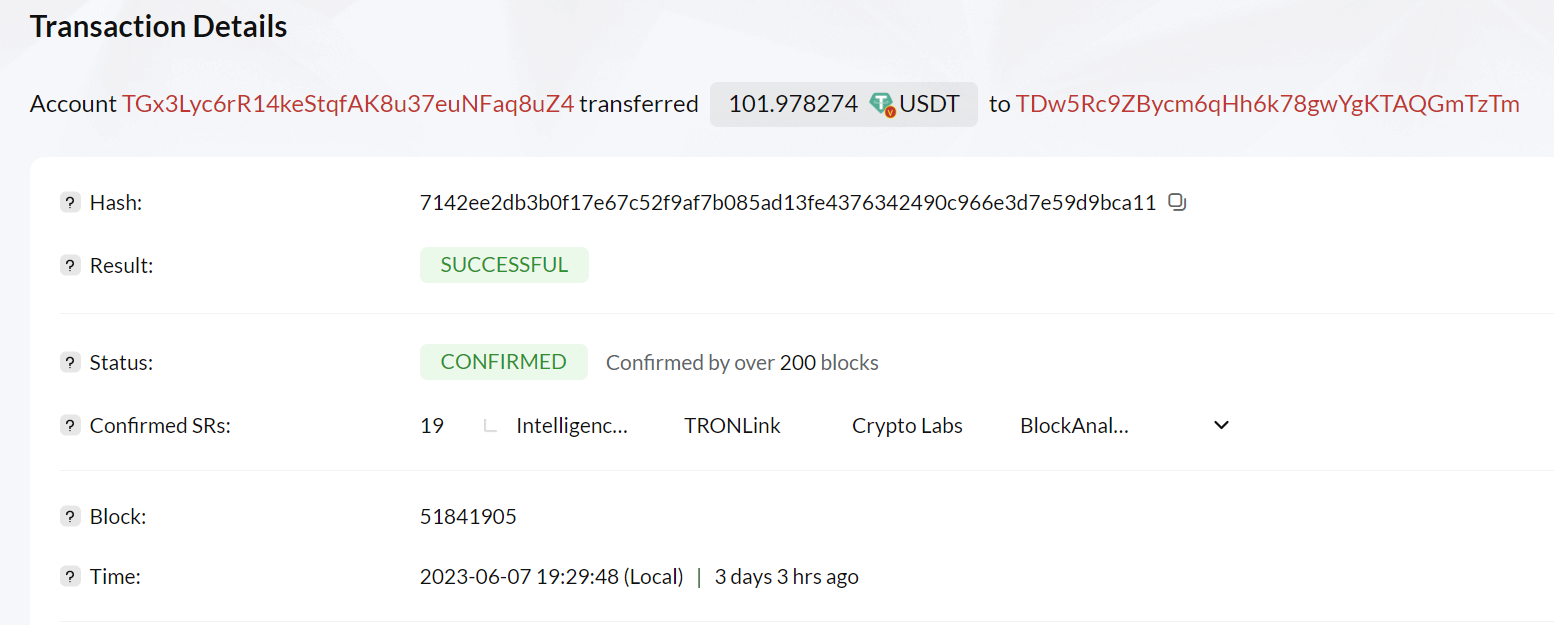 Transaction Details
Account TGx3Lyc6rR14keStqfAK8u37euNFaq8uZ4 transferred 101.978274 USDT to TDw5Rc9ZBycm6qHh6k78gwYgKTAQGmTzTm
? Hash: 7142ee2db3b0f17e67c52f9af7b085ad13fe4376342490c966e3d7e59d9bca11
? Result: SUCCESSFUL
? Status: CONFIRMED Confirmed by over 200 blocks
? Confirmed SRs: 19 Intelligenc... TRONLink Crypto Labs BlockAnal...
? Block: 51841905
? Time: 2023-06-07 19:29:48 (Local) | 3 days 3 hrs ago